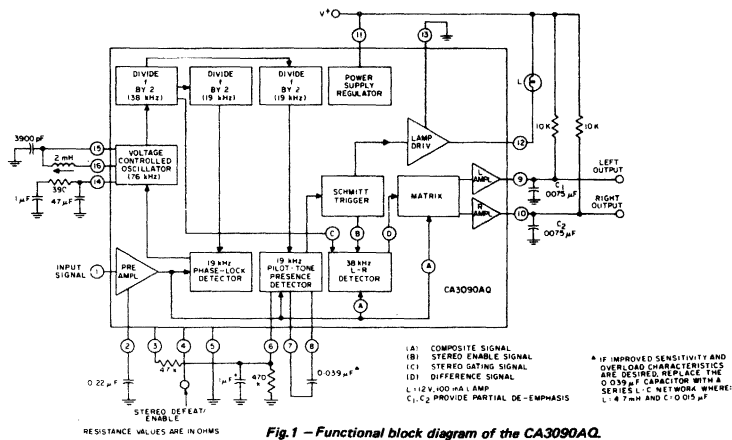 V+
11
13
DIVIDE
f
BY 2
(38 kHz)
DIVIDE
f
BY 2
(19 kHz)
DIVIDE
f
BY 2
(19 kHz)
POWER
SUPPLY
REGULATOR
L
3900 pF
15
2 mH
16
14
39C
1 µF
47 µF
VOLTAGE
CONTROLLED
OSCILLATOR
(76 kHz)
LAMP
DRIV
12
10K
10K
SCHMITT
TRIGGER
MATRIX
L
AMPL
9
LEFT
OUTPUT
C1
.0075 µF
R
AMPL
10
RIGHT
OUTPUT
C2
.0075 µF
C
B
D
A
INPUT
SIGNAL
1
PRE
AMPL
19 kHz
PHASE-LOCK
DETECTOR
19 kHz
PILOT-TONE
PRESENCE
DETECTOR
38 kHz
L-R
DETECTOR
A
CA3090AQ
2
3
4
5
6
7
8
0.22 µF
47K
1 µF
470
K
0.039 µF▲
STEREO DEFEAT/
ENABLE
RESISTANCE VALUES ARE IN OHMS
(A) COMPOSITE SIGNAL
(B) STEREO ENABLE SIGNAL
(C) STEREO GATING SIGNAL
(D) DIFFERENCE SIGNAL
L = 12 V, 100 mA LAMP
C1, C2 PROVIDE PARTIAL DE-EMPHASIS
▲ IF IMPROVED SENSITIVITY AND
OVERLOAD CHARACTERISTICS
ARE DESIRED, REPLACE THE
0.039 µF CAPACITOR WITH A
SERIES L-C NETWORK WHERE:
L = 4.7 mH AND C = 0.015 µF
Fig. 1 – Functional block diagram of the CA3090AQ.